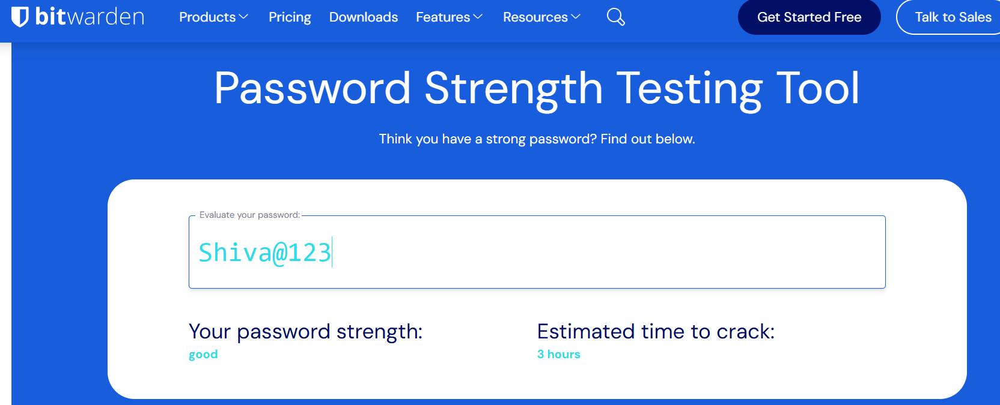 bitwarden Products Pricing Downloads Features Resources Get Started Free Talk to Sales
Password Strength Testing Tool
Think you have a strong password? Find out below.
Evaluate your password:
Shiva@123
Your password strength: Estimated time to crack:
good 3 hours